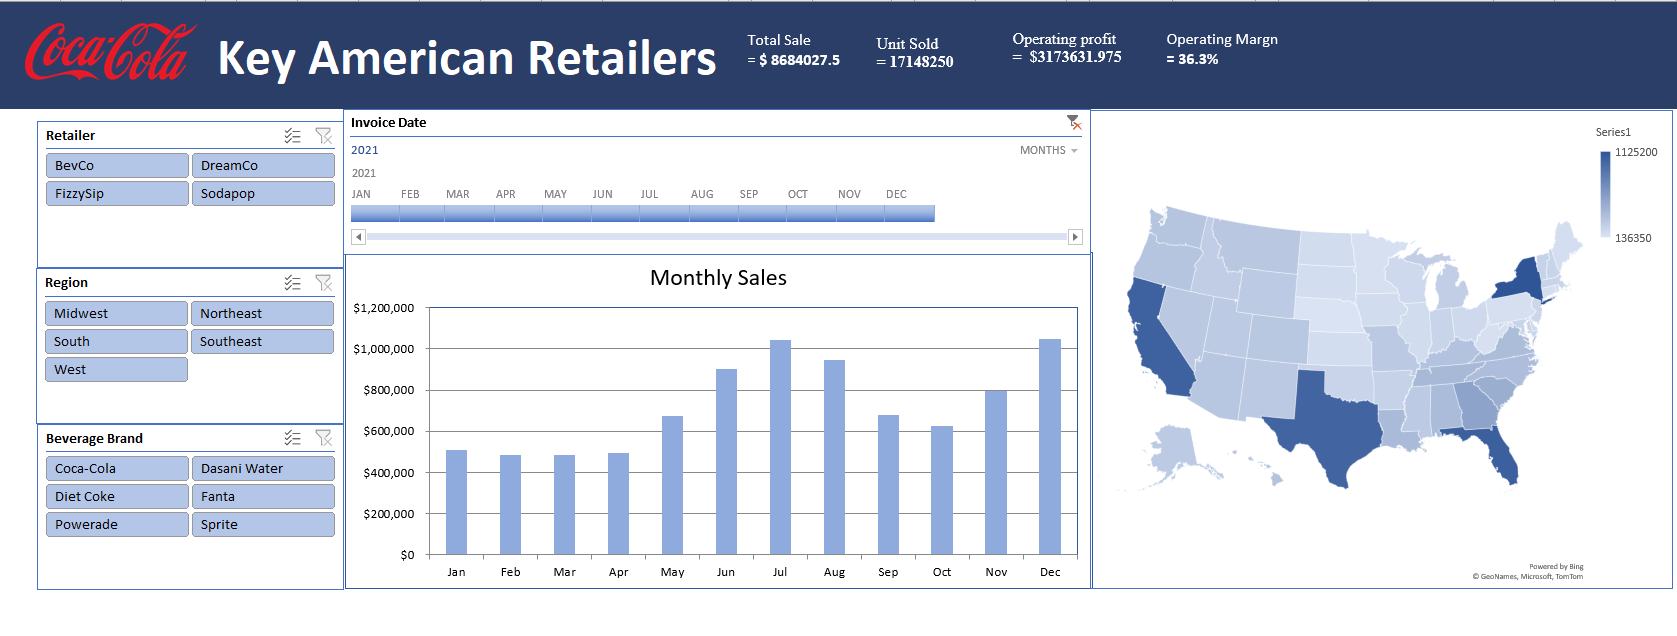 Coca-Cola
Key American Retailers
Total Sale
= $ 8684027.5
Unit Sold
= 17148250
Operating profit
= $3173631.975
Operating Margn
= 36.3%
Retailer
BevCo DreamCo
FizzySip Sodapop
Region
Midwest Northeast
South Southeast
West
Beverage Brand
Coca-Cola Dasani Water
Diet Coke Fanta
Powerade Sprite
Invoice Date
2021 MONTHS
2021
JAN FEB MAR APR MAY JUN JUL AUG SEP OCT NOV DEC
Monthly Sales
$1,200,000
$1,000,000
$800,000
$600,000
$400,000
$200,000
$0
Jan Feb Mar Apr May Jun Jul Aug Sep Oct Nov Dec
Series1
1125200
136350
Powered by Bing
© GeoNames, Microsoft, TomTom